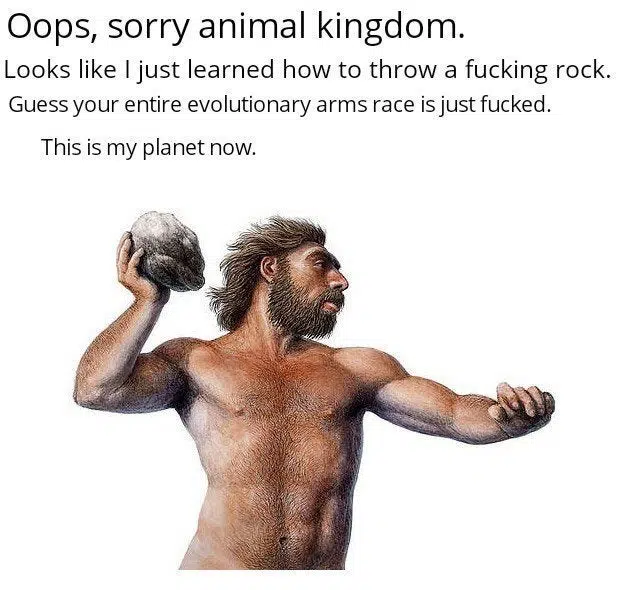 Oops, sorry animal kingdom.
Looks like I just learned how to throw a fucking rock.
Guess your entire evolutionary arms race is just fucked.
This is my planet now.